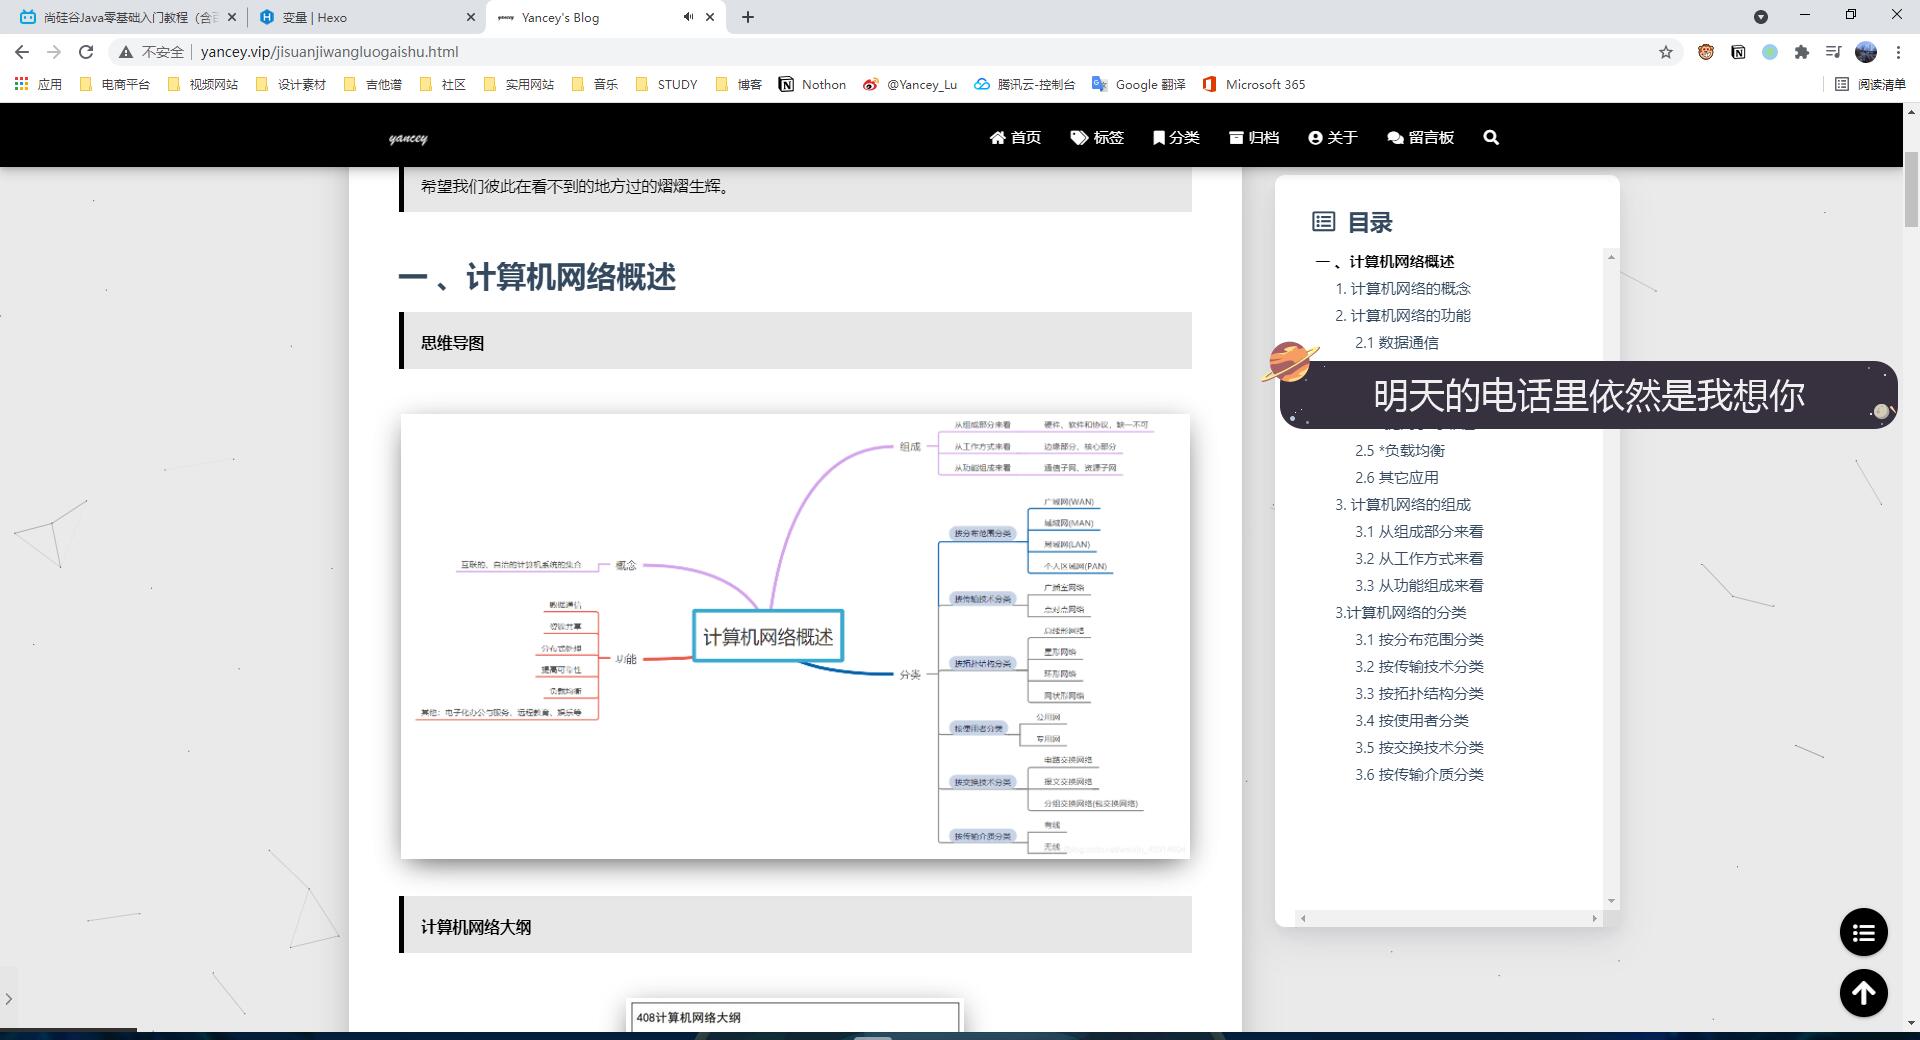 尚硅谷Java零基础入门教程（含百
变量 | Hexo
Yancey's Blog
不安全
yancey.vip/jisuanjiwangluogaishu.html
应用
电商平台
视频网站
设计素材
吉他谱
社区
实用网站
音乐
STUDY
博客
Nothon
@Yancey_Lu
腾讯云-控制台
Google 翻译
Microsoft 365
阅读清单
yancey
首页
标签
分类
归档
关于
留言板
希望我们彼此在看不到的地方过的熠熠生辉。
一 、计算机网络概述
思维导图
组成
从组成部分来看
硬件、软件和协议，缺一不可
从工作方式来看
边缘部分、核心部分
从功能组成来看
通信子网、资源子网
概念
互联的、自治的计算机系统的集合
功能
数据通信
资源共享
分布式处理
提高可靠性
负载均衡
其他：电子化办公与服务、远程教育、娱乐等
计算机网络概述
分类
按分布范围分类
广域网(WAN)
城域网(MAN)
局域网(LAN)
个人区域网(PAN)
按传输技术分类
广播室网络
点对点网络
按拓扑结构分类
总线形网络
星形网络
环形网络
网状形网络
按使用者分类
公用网
专用网
按交换技术分类
电路交换网络
报文交换网络
分组交换网络(包交换网络)
按传输介质分类
有线
无线
计算机网络大纲
408计算机网络大纲
目录
一 、计算机网络概述
1. 计算机网络的概念
2. 计算机网络的功能
2.1 数据通信
明天的电话里依然是我想你
2.5 *负载均衡
2.6 其它应用
3. 计算机网络的组成
3.1 从组成部分来看
3.2 从工作方式来看
3.3 从功能组成来看
3.计算机网络的分类
3.1 按分布范围分类
3.2 按传输技术分类
3.3 按拓扑结构分类
3.4 按使用者分类
3.5 按交换技术分类
3.6 按传输介质分类